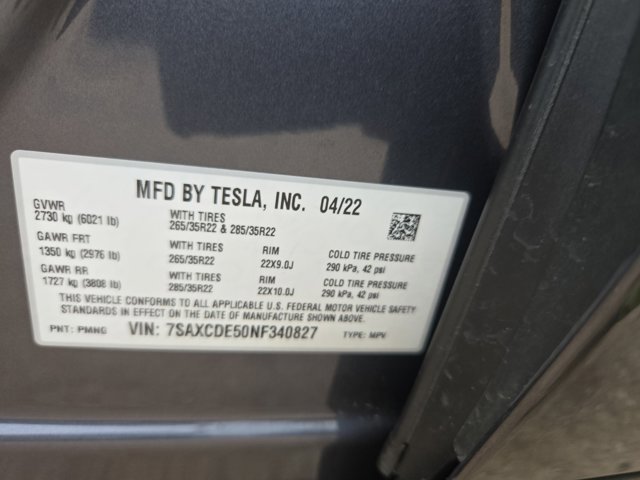 MFD BY TESLA, INC. 04/22
GVWR
2730 kg (6021 lb)
WITH TIRES
265/35R22 & 285/35R22
GAWR FRT
1350 kg (2976 lb)
WITH TIRES
265/35R22
RIM
22X9.0J
COLD TIRE PRESSURE
290 kPa, 42 psi
GAWR RR
1727 kg (3808 lb)
WITH TIRES
285/35R22
RIM
22X10.0J
COLD TIRE PRESSURE
290 kPa, 42 psi
THIS VEHICLE CONFORMS TO ALL APPLICABLE U.S. FEDERAL MOTOR VEHICLE SAFETY
STANDARDS IN EFFECT ON THE DATE OF MANUFACTURE SHOWN ABOVE.
PNT: PMNG VIN: 7SAXCDE50NF340827 TYPE: MPV